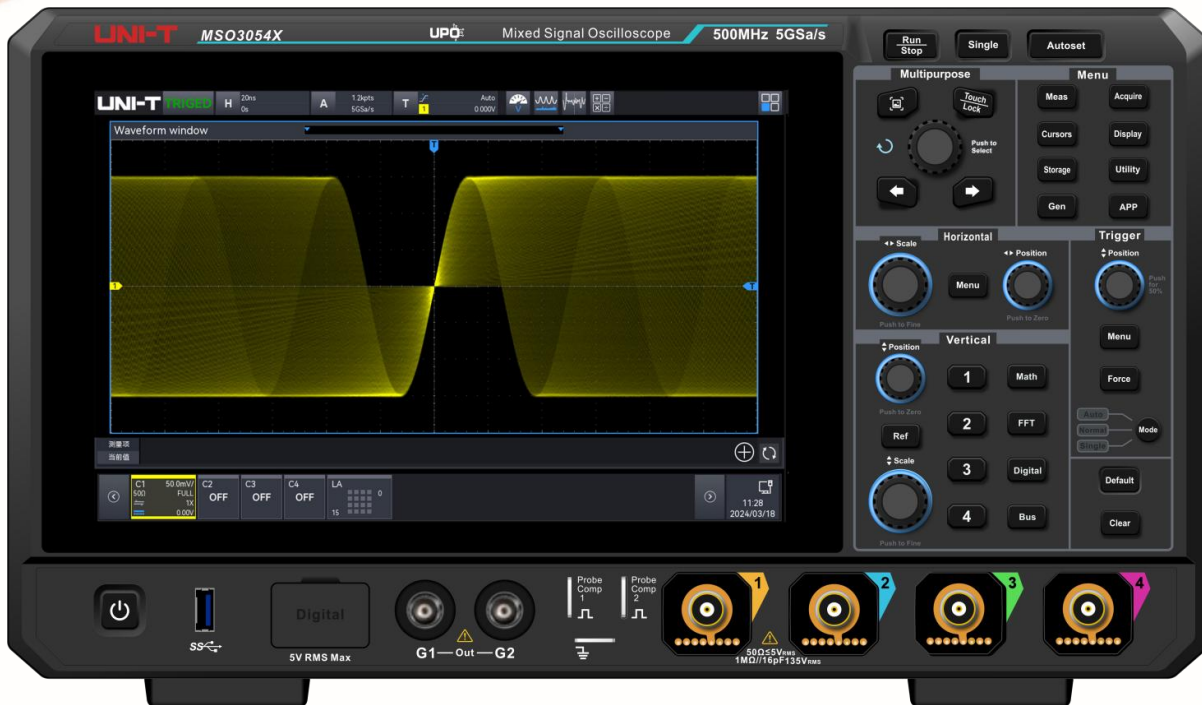 UNI-T MSO3054X UPO Mixed Signal Oscilloscope 500MHz 5GSa/s
Run
Stop
Single
Autoset
UNI-T TRIGED H 20ns
0s
A 1.2kpts
5GSa/s
T 1 Auto
0.000V
Waveform window
T
1
T
测量项
当前值
C1 50.0mV/
50Ω FULL
1X
0.00V
C2
OFF
C3
OFF
C4
OFF
LA
0
15
11:28
2024/03/18
Multipurpose
Touch
Lock
Push to
Select
Menu
Meas
Acquire
Cursors
Display
Storage
Utility
Gen
APP
Horizontal
Scale
Push to Fine
Menu
Position
Push to Zero
Trigger
Position
Push
for
50%
Menu
Force
Auto
Normal
Single
Mode
Default
Clear
Vertical
Position
Push to Zero
Ref
Scale
Push to Fine
1
Math
2
FFT
3
Digital
4
Bus
SS
Digital
5V RMS Max
G1 Out G2
Probe
Comp
1
Probe
Comp
2
1
2
3
4
50Ω≤5VRMS
1MΩ//16pF135VRMS